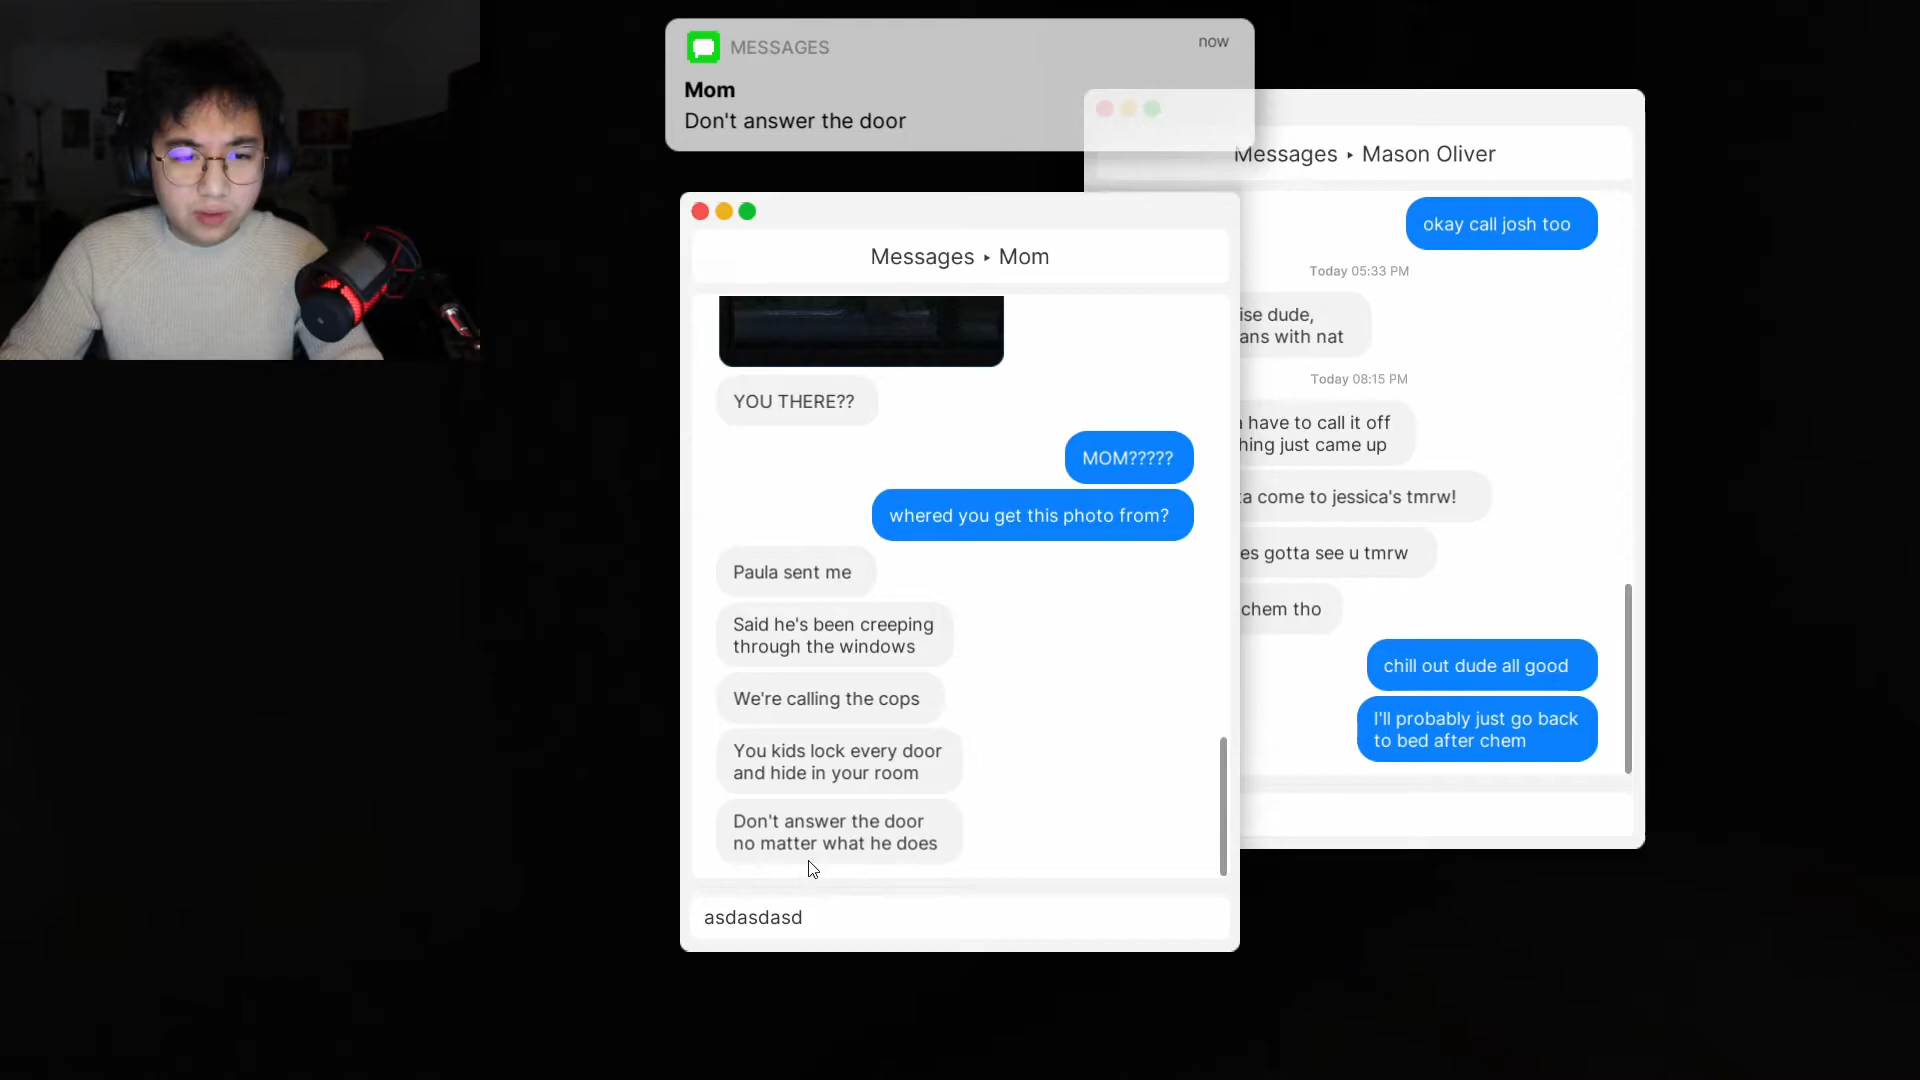 MESSAGES
now
Mom
Don't answer the door
Messages ‣ Mom
YOU THERE??
MOM?????
whered you get this photo from?
Paula sent me
Said he's been creeping
through the windows
We're calling the cops
You kids lock every door
and hide in your room
Don't answer the door
no matter what he does
asdasdasd
Messages ‣ Mason Oliver
okay call josh too
Today 05:33 PM
dude,
with nat
Today 08:15 PM
have to call it off
just came up
come to jessica's tmrw!
gotta see u tmrw
chem tho
chill out dude all good
I'll probably just go back
to bed after chem